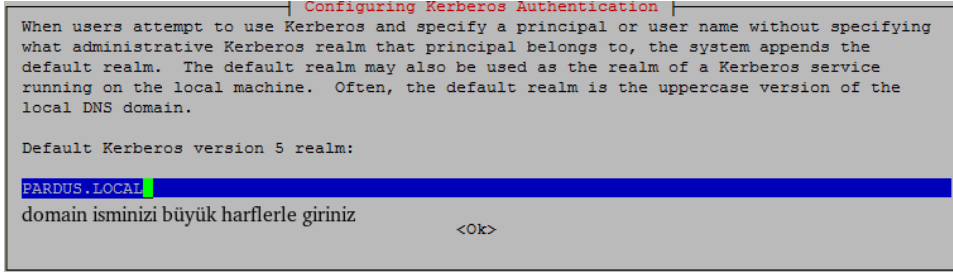 Configuring Kerberos Authentication
When users attempt to use Kerberos and specify a principal or user name without specifying
what administrative Kerberos realm that principal belongs to, the system appends the
default realm.  The default realm may also be used as the realm of a Kerberos service
running on the local machine.  Often, the default realm is the uppercase version of the
local DNS domain.
Default Kerberos version 5 realm:
PARDUS.LOCAL
domain isminizi büyük harflerle giriniz
<Ok>